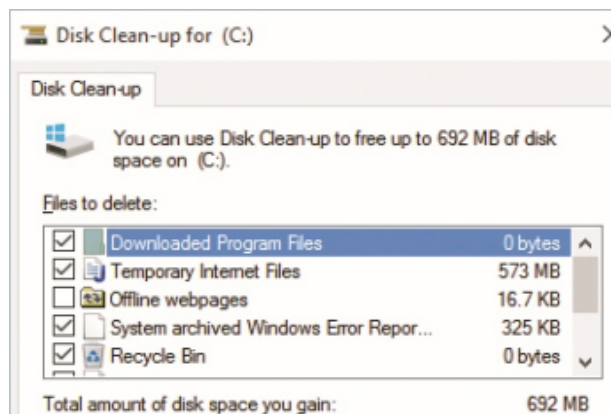 Disk Clean-up for (C:)
Disk Clean-up
You can use Disk Clean-up to free up to 692 MB of disk
space on (C:).
Files to delete:
Downloaded Program Files 0 bytes
Temporary Internet Files 573 MB
Offline webpages 16.7 KB
System archived Windows Error Repor... 325 KB
Recycle Bin 0 bytes
Total amount of disk space you gain: 692 MB